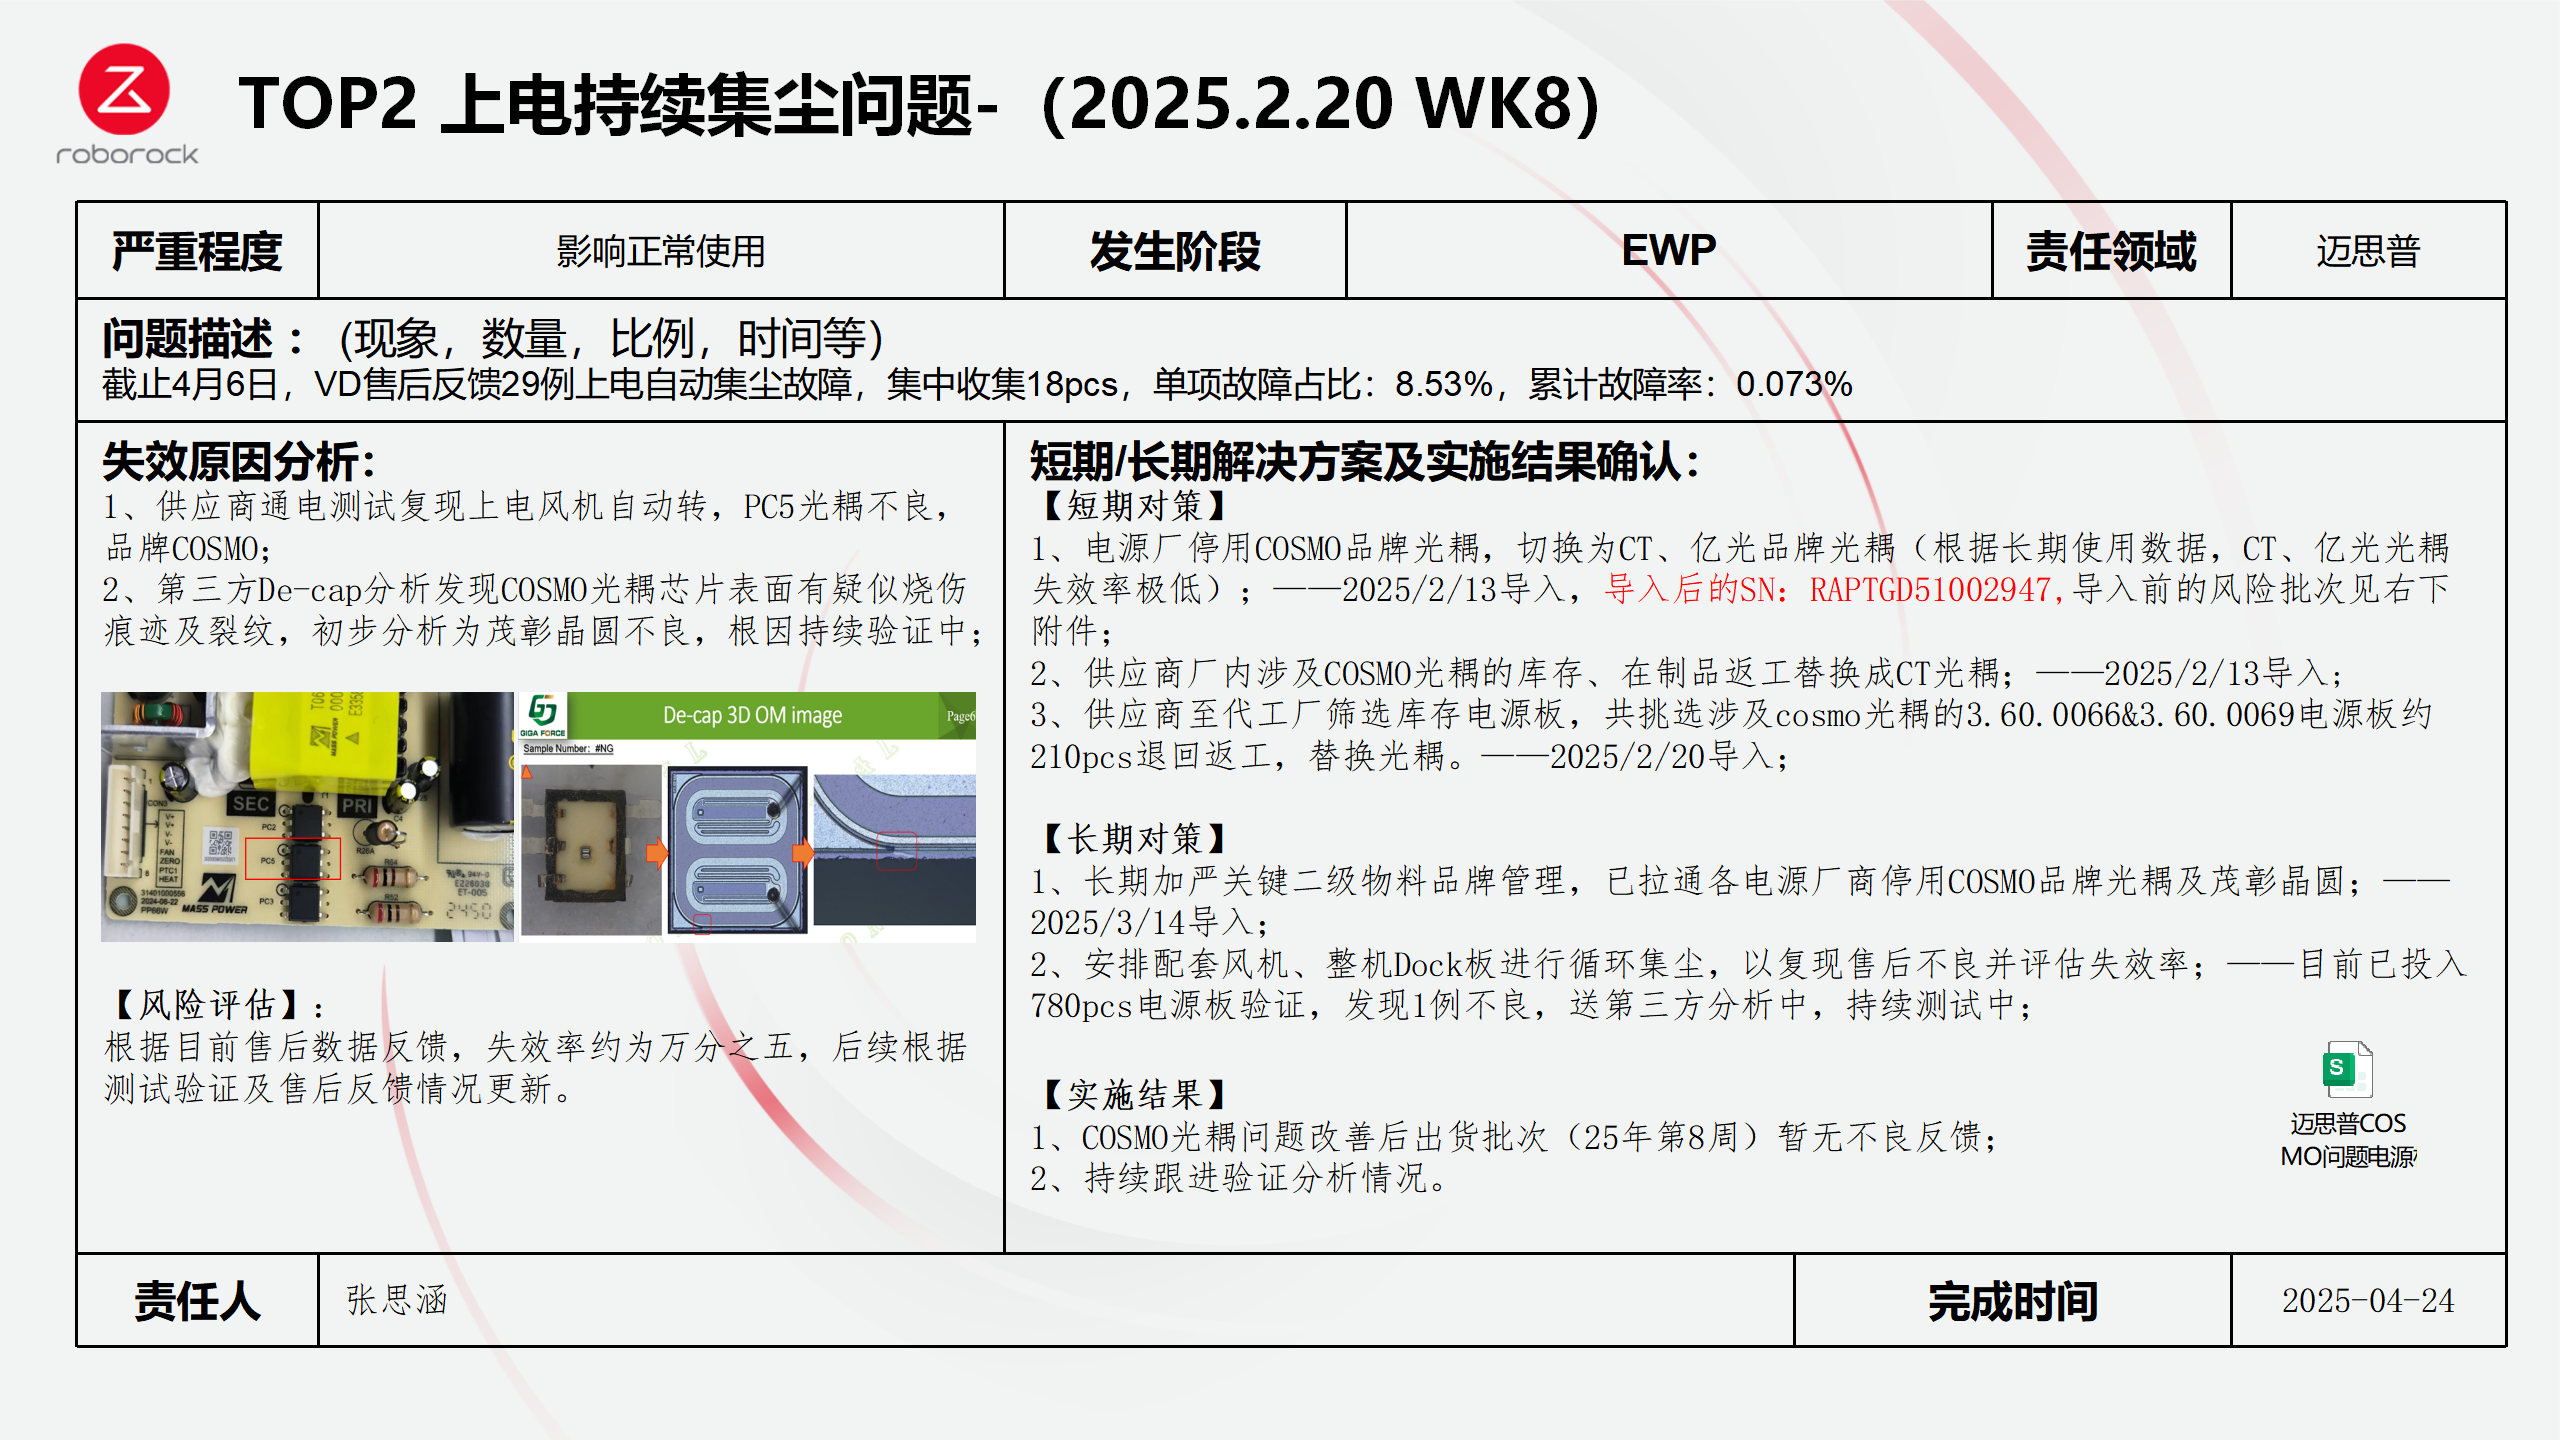 roborock
TOP2 上电持续集尘问题-（2025.2.20 WK8）
严重程度
影响正常使用
发生阶段
EWP
责任领域
迈思普
问题描述 ： (现象，数量，比例，时间等)
截止4月6日，VD售后反馈29例上电自动集尘故障，集中收集18pcs，单项故障占比：8.53%，累计故障率：0.073%
失效原因分析：
1、供应商通电测试复现上电风机自动转，PC5光耦不良，
品牌COSMO；
2、第三方De-cap分析发现COSMO光耦芯片表面有疑似烧伤
痕迹及裂纹，初步分析为茂彰晶圆不良，根因持续验证中；
SEC
PRI
CON3
V+
V+
V-
V-
FAN
ZERO
PTC1
HEAT
PC2
PC5
PC3
C4
R26A
R64
R52
31401000556
2024-06-22
PP66W
MASS POWER
94V-0
E226038
ET-005
2450
GIGA FORCE
De-cap 3D OM image
Page6
Sample Number: #NG
【风险评估】：
根据目前售后数据反馈，失效率约为万分之五，后续根据
测试验证及售后反馈情况更新。
短期/长期解决方案及实施结果确认：
【短期对策】
1、电源厂停用COSMO品牌光耦，切换为CT、亿光品牌光耦（根据长期使用数据，CT、亿光光耦
失效率极低）；——2025/2/13导入，导入后的SN：RAPTGD51002947,导入前的风险批次见右下
附件；
2、供应商厂内涉及COSMO光耦的库存、在制品返工替换成CT光耦；——2025/2/13导入；
3、供应商至代工厂筛选库存电源板，共挑选涉及cosmo光耦的3.60.0066&3.60.0069电源板约
210pcs退回返工，替换光耦。——2025/2/20导入；
【长期对策】
1、长期加严关键二级物料品牌管理，已拉通各电源厂商停用COSMO品牌光耦及茂彰晶圆；——
2025/3/14导入；
2、安排配套风机、整机Dock板进行循环集尘，以复现售后不良并评估失效率；——目前已投入
780pcs电源板验证，发现1例不良，送第三方分析中，持续测试中；
【实施结果】
1、COSMO光耦问题改善后出货批次（25年第8周）暂无不良反馈；
2、持续跟进验证分析情况。
S
迈思普COS
MO问题电源
责任人
张思涵
完成时间
2025-04-24